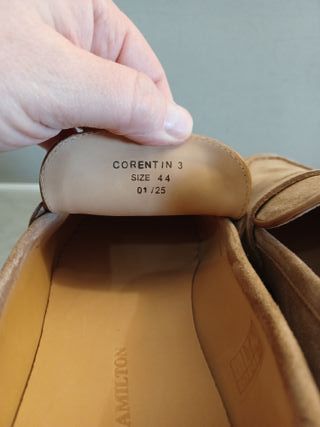 CORENTIN 3
SIZE 44
01/25
AMILTON